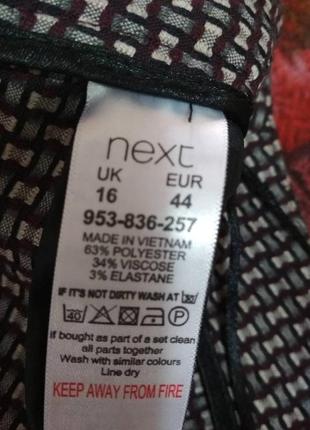 next
UK EUR
16 44
953-836-257
MADE IN VIETNAM
63% POLYESTER
34% VISCOSE
3% ELASTANE
IF IT'S NOT DIRTY WASH AT 30
40 P
if bought as part of a set clean
all parts together
Wash with similar colours
Line dry
KEEP AWAY FROM FIRE